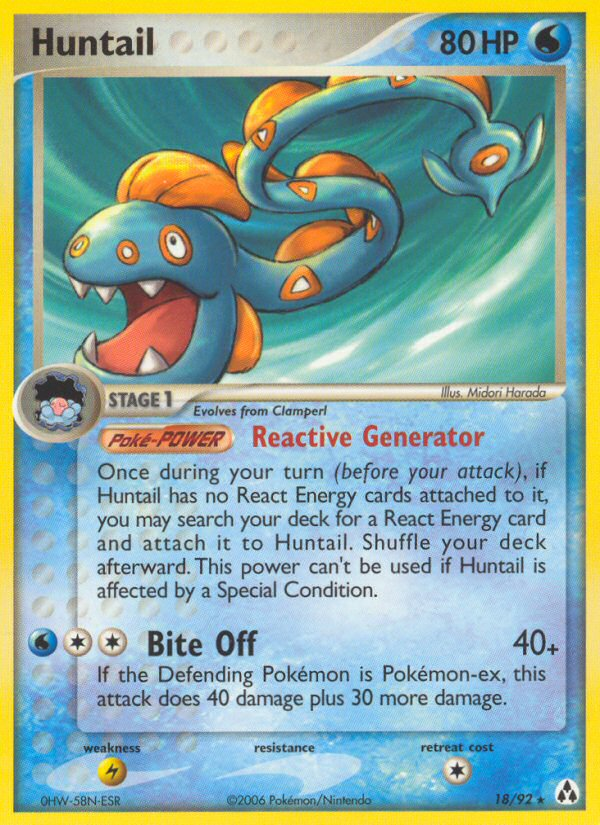 Huntail
80 HP
Illus. Midori Harada
STAGE 1
Evolves from Clamperl
Poké-POWER Reactive Generator
Once during your turn (before your attack), if
Huntail has no React Energy cards attached to it,
you may search your deck for a React Energy card
and attach it to Huntail. Shuffle your deck
afterward. This power can't be used if Huntail is
affected by a Special Condition.
Bite Off 40+
If the Defending Pokémon is Pokémon-ex, this
attack does 40 damage plus 30 more damage.
weakness resistance retreat cost
0HW-58N-ESR ©2006 Pokémon/Nintendo 18/92 ★